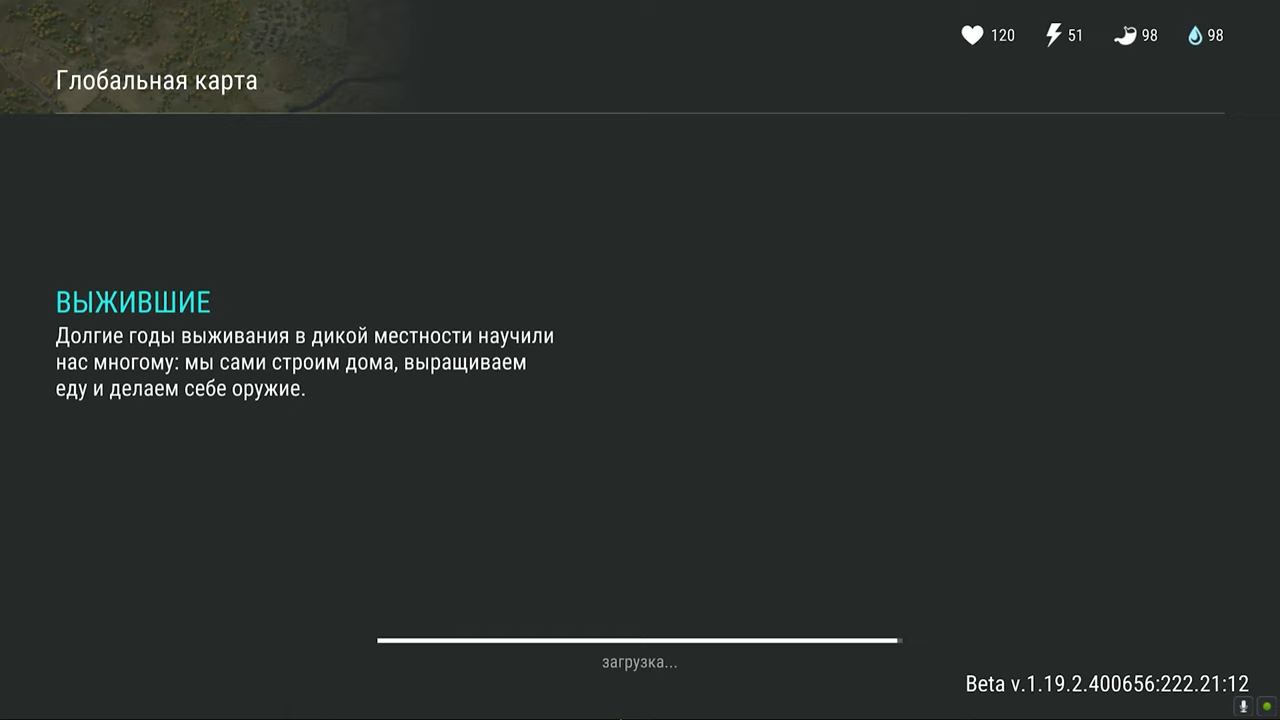 120 51 98 98
Глобальная карта
ВЫЖИВШИЕ
Долгие годы выживания в дикой местности научили
нас многому: мы сами строим дома, выращиваем
еду и делаем себе оружие.
загрузка...
Beta v.1.19.2.400656:222.21:12